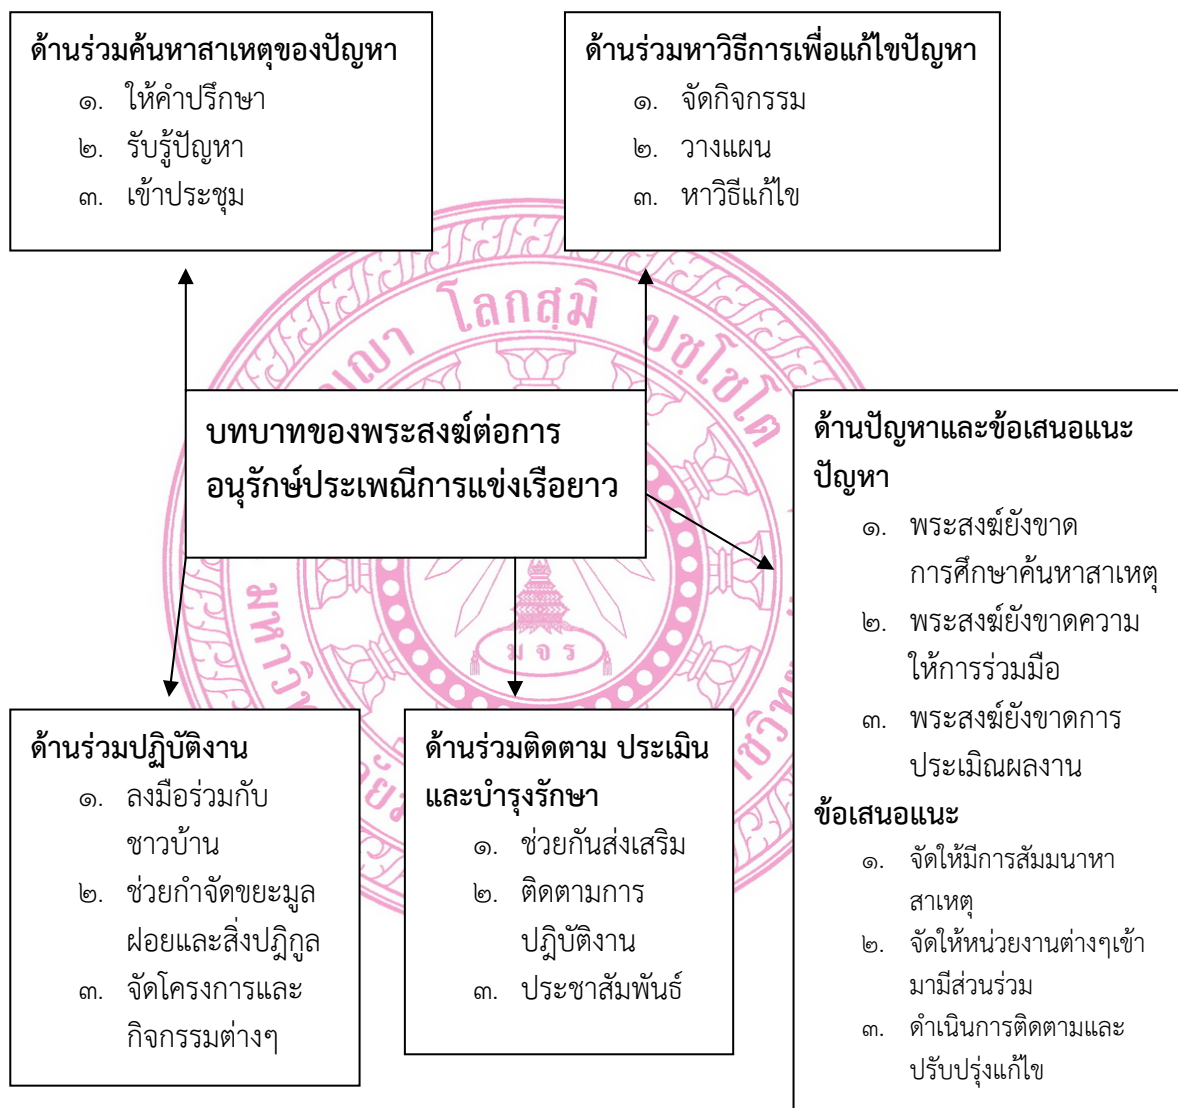 ด้านร่วมค้นหาสาเหตุของปัญหา
๑. ให้คำปรึกษา
๒. รับรู้ปัญหา
๓. เข้าประชุม
ด้านร่วมหาวิธีการเพื่อแก้ไขปัญหา
๑. จัดกิจกรรม
๒. วางแผน
๓. หาวิธีแก้ไข
โลกสฺมิ ปชฺโชโต
บทบาทของพระสงฆ์ต่อการ
อนุรักษ์ประเพณีการแข่งเรือยาว
ม จ ร
ด้านปัญหาและข้อเสนอแนะ
ปัญหา
๑. พระสงฆ์ยังขาด
การศึกษาค้นหาสาเหตุ
๒. พระสงฆ์ยังขาดความ
ให้การร่วมมือ
๓. พระสงฆ์ยังขาดการ
ประเมิณผลงาน
ข้อเสนอแนะ
๑. จัดให้มีการสัมมนาหา
สาเหตุ
๒. จัดให้หน่วยงานต่างๆเข้า
มามีส่วนร่วม
๓. ดำเนินการติดตามและ
ปรับปรุ่งแก้ไข
ด้านร่วมปฏิบัติงาน
๑. ลงมือร่วมกับ
ชาวบ้าน
๒. ช่วยกำจัดขยะมูล
ฝอยและสิ่งปฎิกูล
๓. จัดโครงการและ
กิจกรรมต่างๆ
ด้านร่วมติดตาม ประเมิน
และบำรุงรักษา
๑. ช่วยกันส่งเสริม
๒. ติดตามการ
ปฎิบัติงาน
๓. ประชาสัมพันธ์